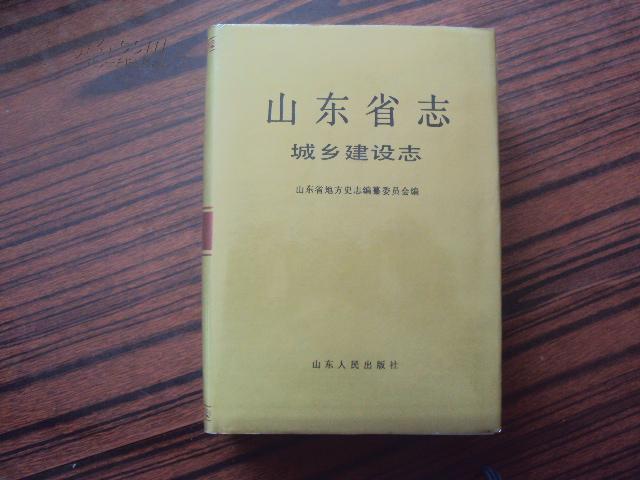 山东省志
城乡建设志
山东省地方史志编纂委员会编
山东人民出版社